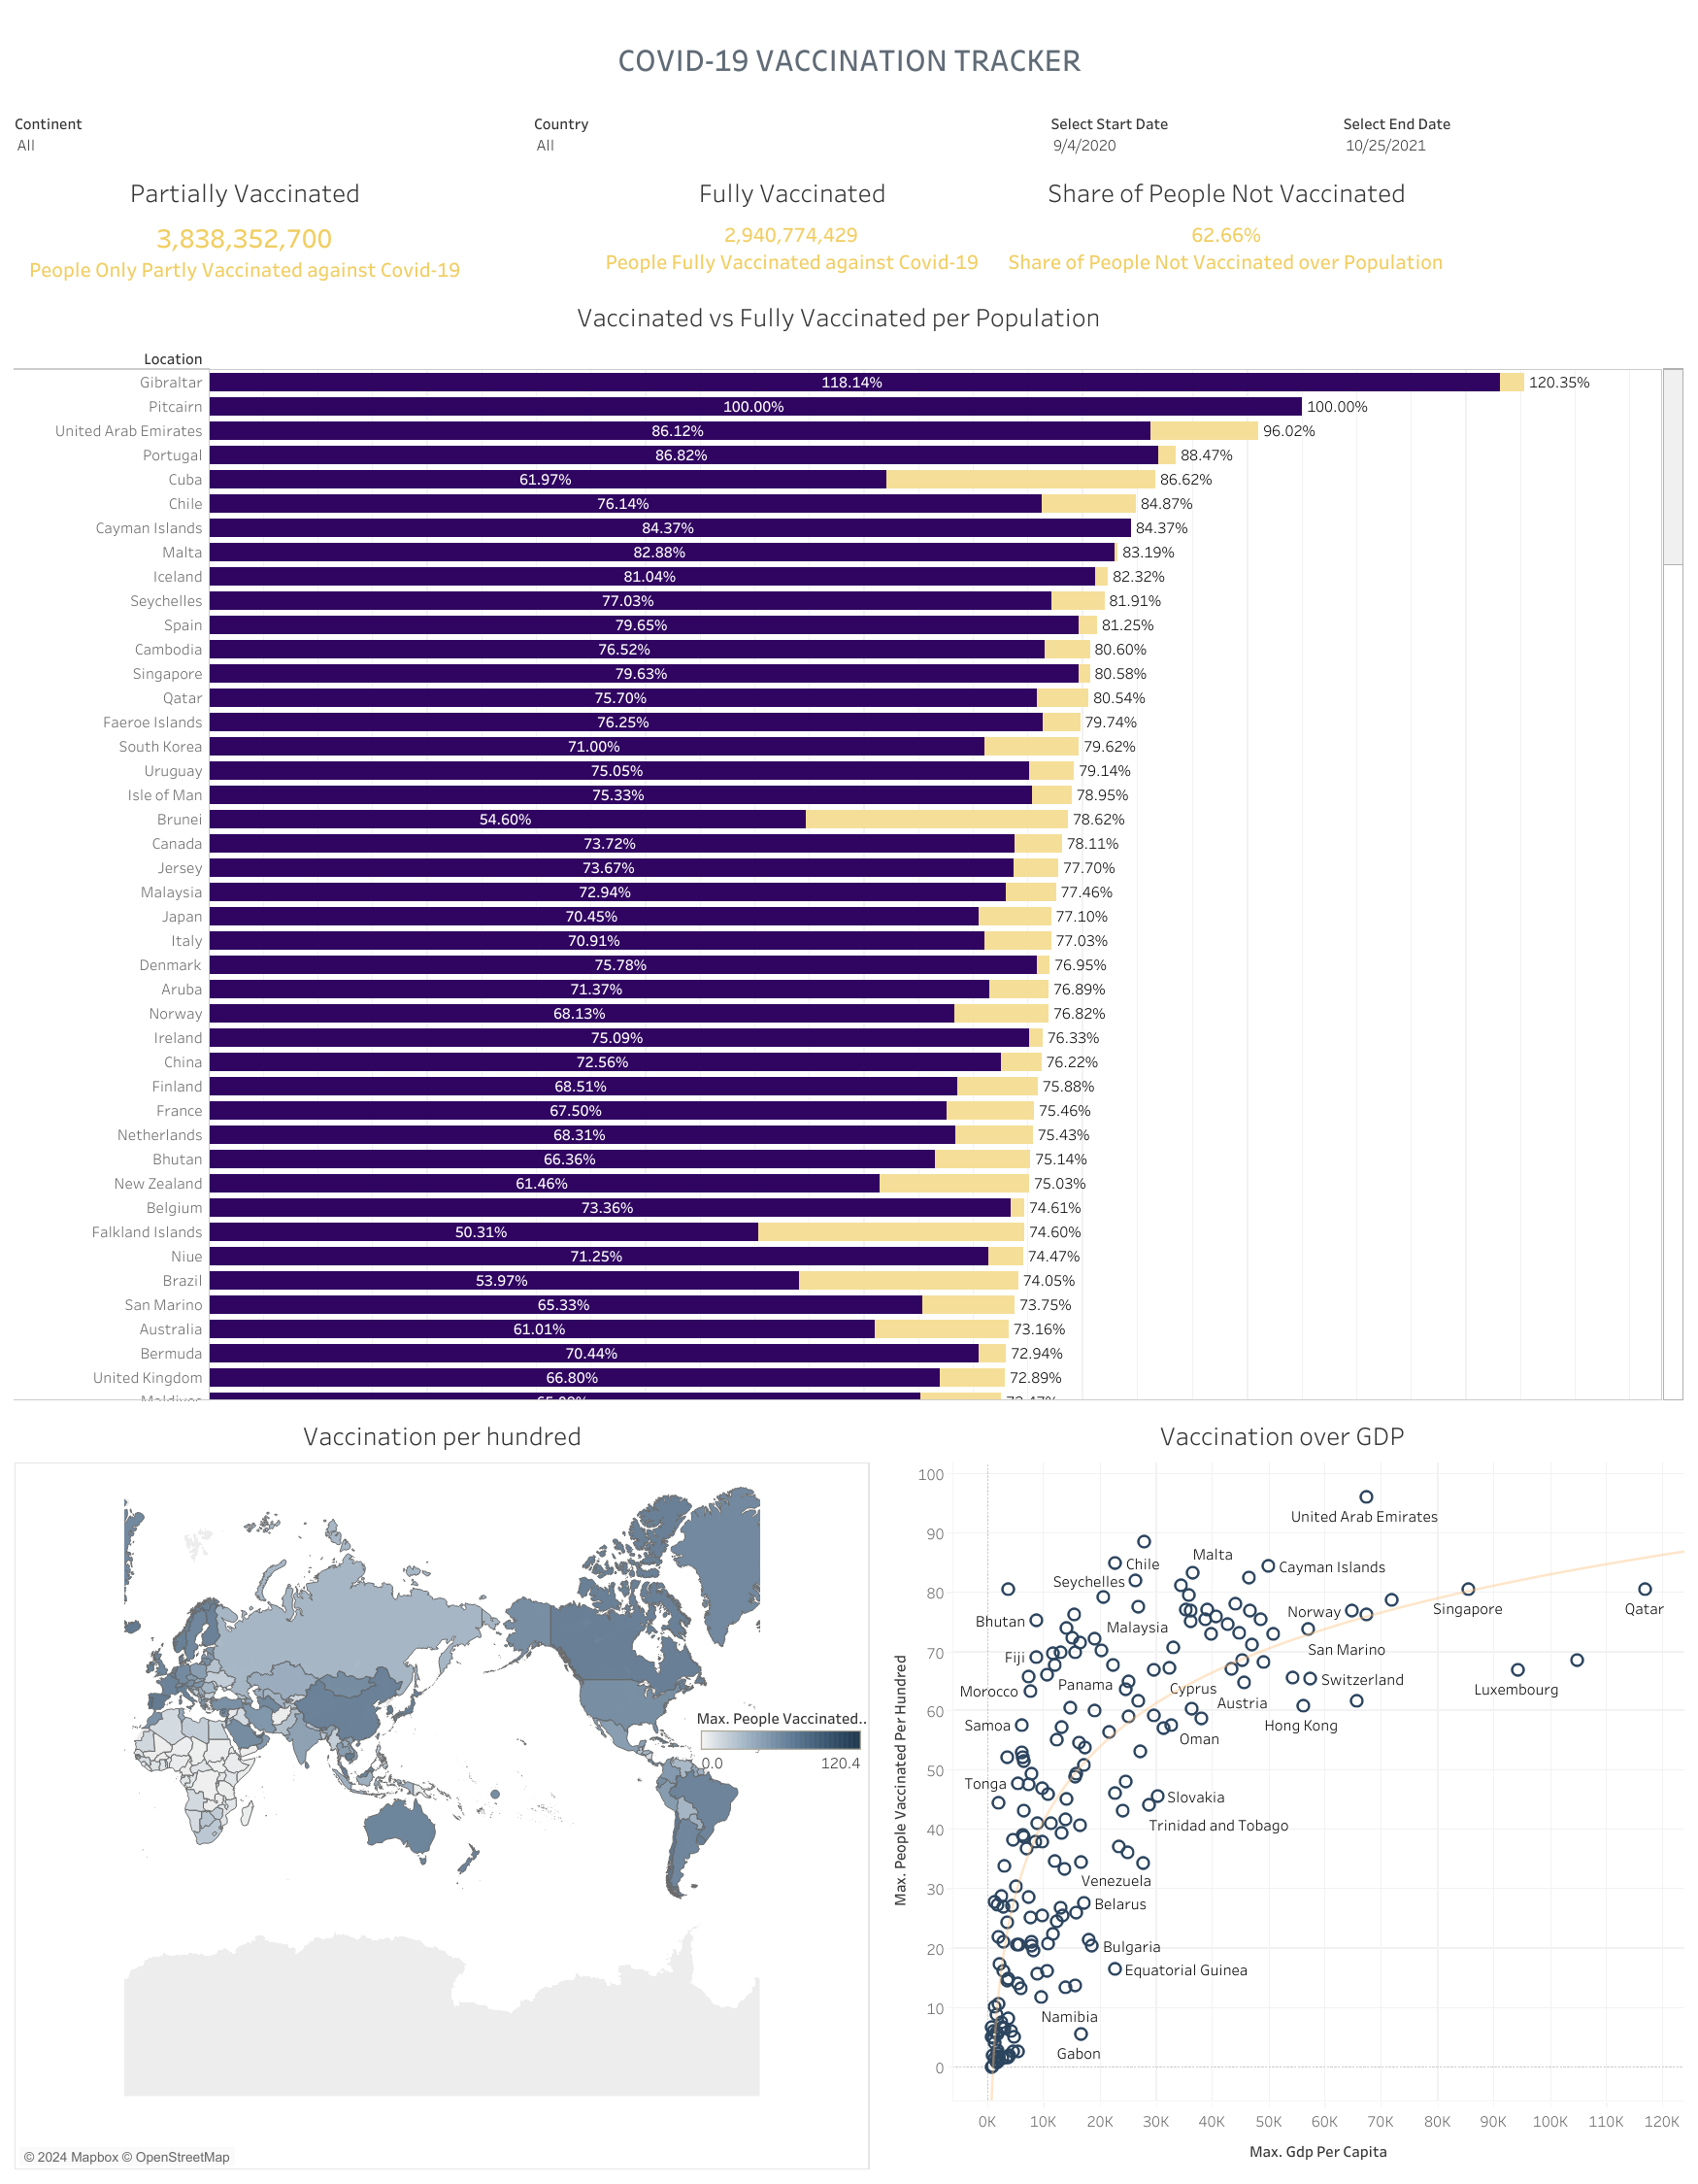 COVID-19 VACCINATION TRACKER
Continent
All
Country
All
Select Start Date
9/4/2020
Select End Date
10/25/2021
Partially Vaccinated
3,838,352,700
People Only Partly Vaccinated against Covid-19
Fully Vaccinated
2,940,774,429
People Fully Vaccinated against Covid-19
Share of People Not Vaccinated
62.66%
Share of People Not Vaccinated over Population
Vaccinated vs Fully Vaccinated per Population
Location
Gibraltar 118.14% 120.35%
Pitcairn 100.00% 100.00%
United Arab Emirates 86.12% 96.02%
Portugal 86.82% 88.47%
Cuba 61.97% 86.62%
Chile 76.14% 84.87%
Cayman Islands 84.37% 84.37%
Malta 82.88% 83.19%
Iceland 81.04% 82.32%
Seychelles 77.03% 81.91%
Spain 79.65% 81.25%
Cambodia 76.52% 80.60%
Singapore 79.63% 80.58%
Qatar 75.70% 80.54%
Faeroe Islands 76.25% 79.74%
South Korea 71.00% 79.62%
Uruguay 75.05% 79.14%
Isle of Man 75.33% 78.95%
Brunei 54.60% 78.62%
Canada 73.72% 78.11%
Jersey 73.67% 77.70%
Malaysia 72.94% 77.46%
Japan 70.45% 77.10%
Italy 70.91% 77.03%
Denmark 75.78% 76.95%
Aruba 71.37% 76.89%
Norway 68.13% 76.82%
Ireland 75.09% 76.33%
China 72.56% 76.22%
Finland 68.51% 75.88%
France 67.50% 75.46%
Netherlands 68.31% 75.43%
Bhutan 66.36% 75.14%
New Zealand 61.46% 75.03%
Belgium 73.36% 74.61%
Falkland Islands 50.31% 74.60%
Niue 71.25% 74.47%
Brazil 53.97% 74.05%
San Marino 65.33% 73.75%
Australia 61.01% 73.16%
Bermuda 70.44% 72.94%
United Kingdom 66.80% 72.89%
Maldives
Vaccination per hundred
Max. People Vaccinated..
0.0 120.4
© 2024 Mapbox © OpenStreetMap
Vaccination over GDP
Max. People Vaccinated Per Hundred
100
90
80
70
60
50
40
30
20
10
0
United Arab Emirates
Malta
Chile
Cayman Islands
Seychelles
Singapore
Qatar
Norway
Bhutan
Malaysia
San Marino
Fiji
Panama
Cyprus
Switzerland
Morocco
Luxembourg
Austria
Samoa
Hong Kong
Oman
Tonga
Slovakia
Trinidad and Tobago
Venezuela
Belarus
Bulgaria
Equatorial Guinea
Namibia
Gabon
0K 10K 20K 30K 40K 50K 60K 70K 80K 90K 100K 110K 120K
Max. Gdp Per Capita